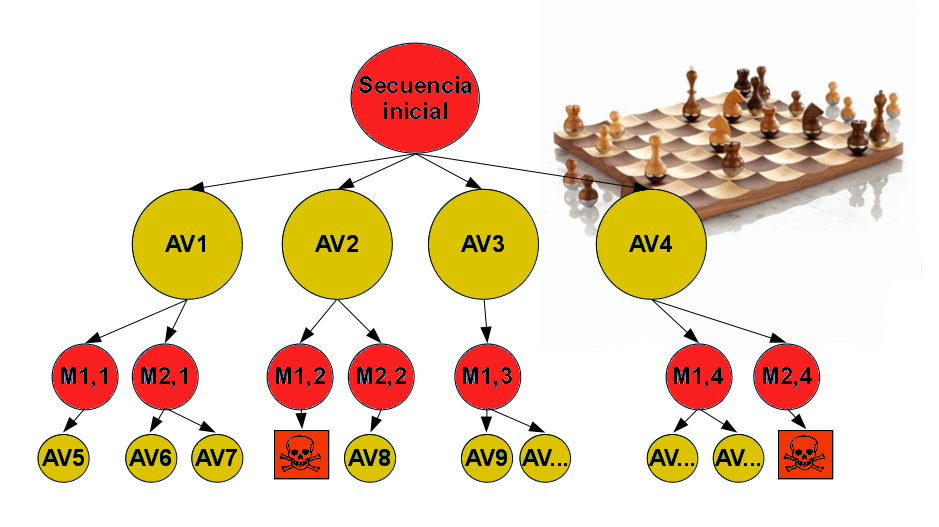 Secuencia
inicial
AV1
AV2
AV3
AV4
M1,1
M2,1
M1,2
M2,2
M1,3
M1,4
M2,4
AV5
AV6
AV7
AV8
AV9
AV...
AV...
AV...